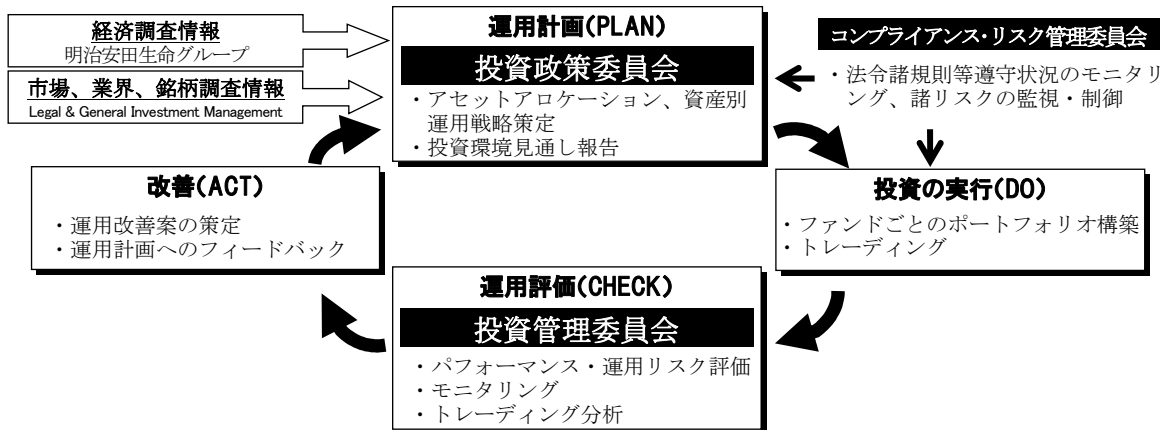 経済調査情報
明治安田生命グループ
市場、業界、銘柄調査情報
Legal & General Investment Management
運用計画(PLAN)
投資政策委員会
・アセットアロケーション、資産別
運用戦略策定
・投資環境見通し報告
コンプライアンス・リスク管理委員会
・法令諸規則等遵守状況のモニタリ
ング、諸リスクの監視・制御
改善(ACT)
・運用改善案の策定
・運用計画へのフィードバック
投資の実行(DO)
・ファンドごとのポートフォリオ構築
・トレーディング
運用評価(CHECK)
投資管理委員会
・パフォーマンス・運用リスク評価
・モニタリング
・トレーディング分析